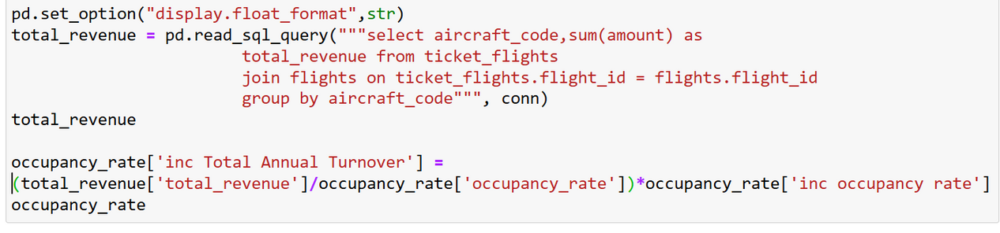 pd.set_option("display.float_format",str)
total_revenue = pd.read_sql_query("""select aircraft_code,sum(amount) as
total_revenue from ticket_flights
join flights on ticket_flights.flight_id = flights.flight_id
group by aircraft_code""", conn)
total_revenue
occupancy_rate['inc Total Annual Turnover'] =
(total_revenue['total_revenue']/occupancy_rate['occupancy_rate'])*occupancy_rate['inc occupancy rate']
occupancy_rate